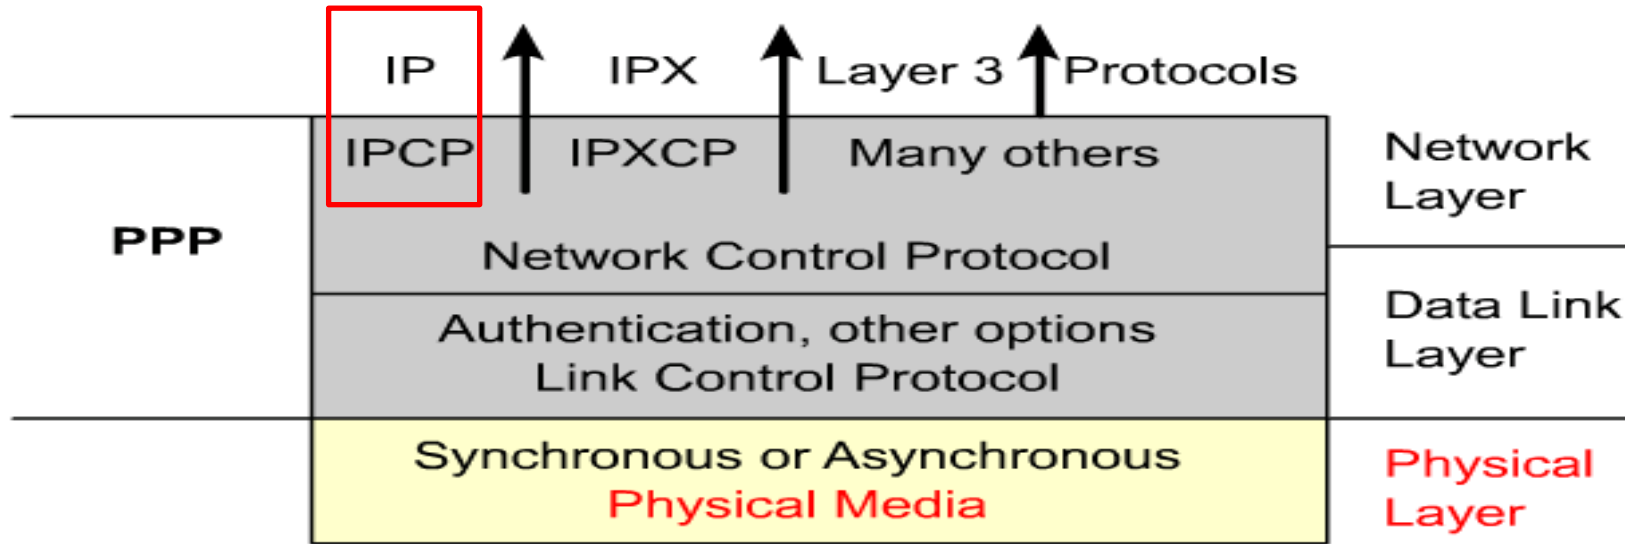 IP IPX Layer 3 Protocols
IPCP IPXCP Many others
Network
Layer
PPP
Network Control Protocol
Authentication, other options
Link Control Protocol
Data Link
Layer
Synchronous or Asynchronous
Physical Media
Physical
Layer